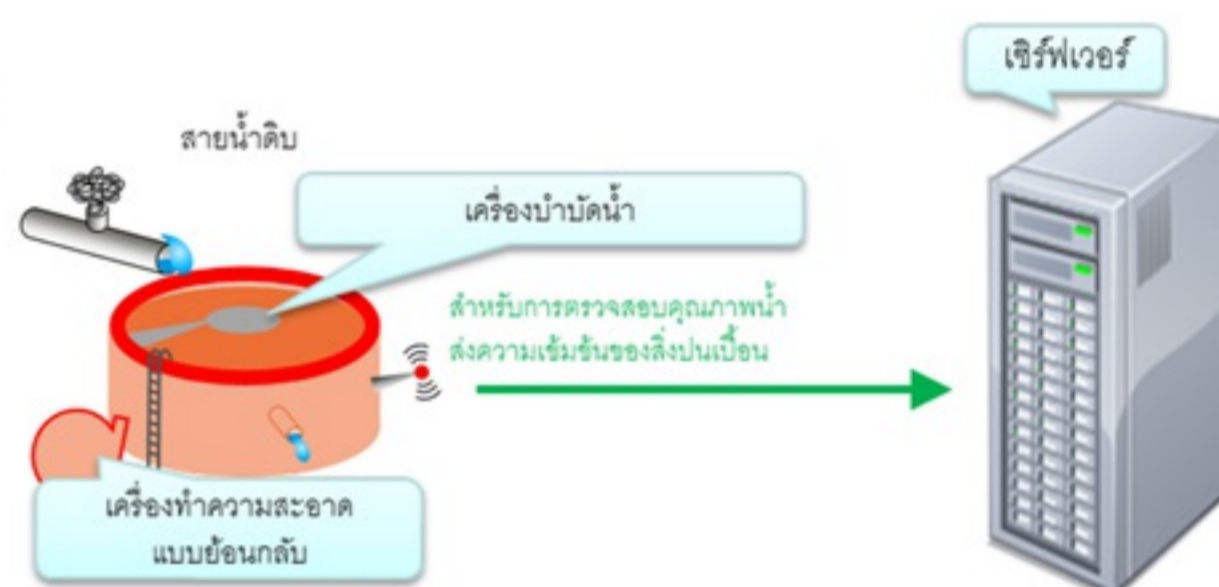 เซิร์ฟเวอร์
สายน้ำดิบ
เครื่องบำบัดน้ำ
สำหรับการตรวจสอบคุณภาพน้ำ
ส่งความเข้มข้นของสิ่งปนเปื้อน
เครื่องทำความสะอาด
แบบย้อนกลับ